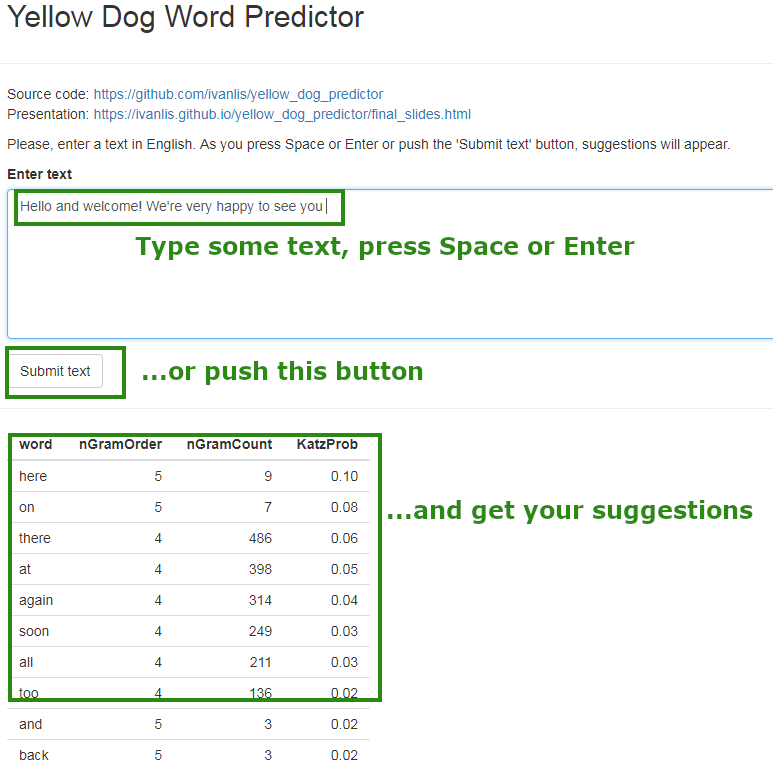 Yellow Dog Word Predictor
Source code: https://github.com/ivanlis/yellow_dog_predictor
Presentation: https://ivanlis.github.io/yellow_dog_predictor/final_slides.html
Please, enter a text in English. As you press Space or Enter or push the 'Submit text' button, suggestions will appear.
Enter text
Hello and welcome! We're very happy to see you
Type some text, press Space or Enter
Submit text
...or push this button
word nGramOrder nGramCount KatzProb
here 5 9 0.10
on 5 7 0.08
...and get your suggestions
there 4 486 0.06
at 4 398 0.05
again 4 314 0.04
soon 4 249 0.03
all 4 211 0.03
too 4 136 0.02
and 5 3 0.02
back 5 3 0.02